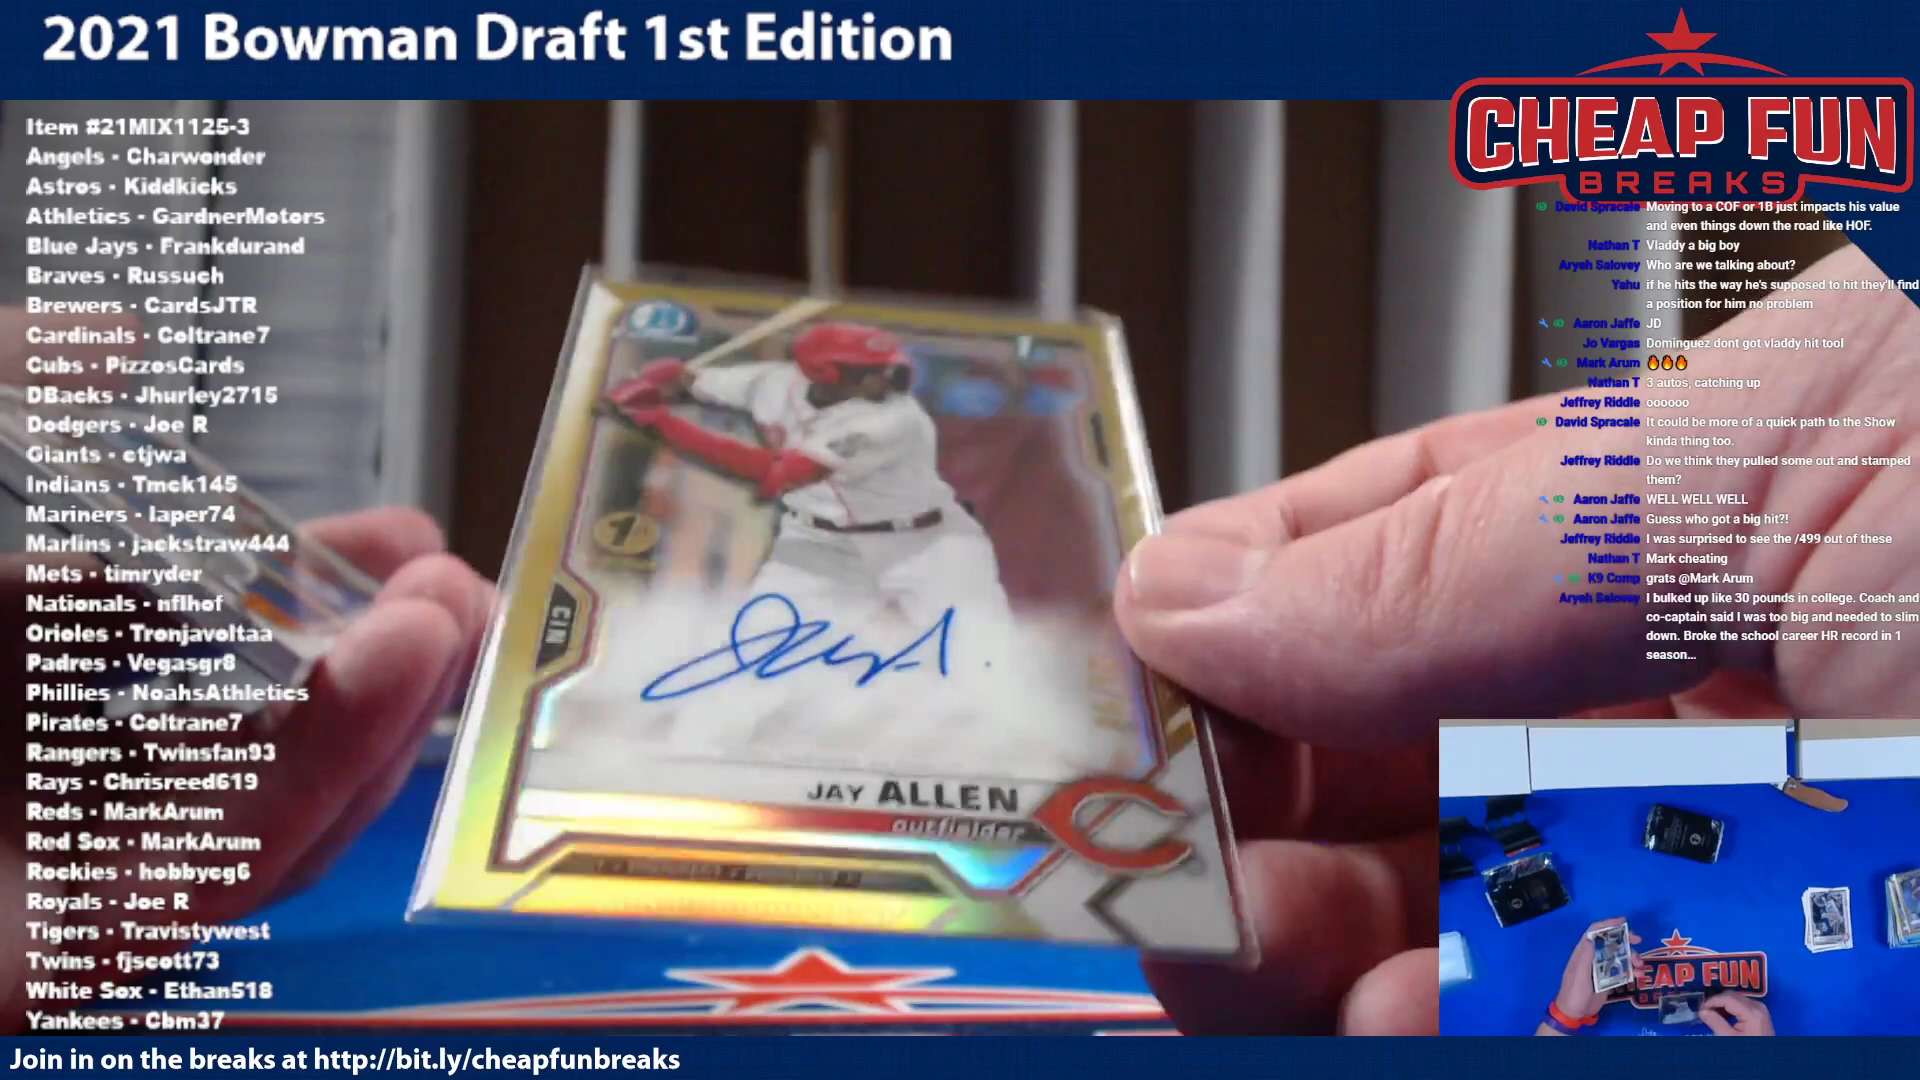 2021 Bowman Draft 1st Edition
CHEAP FUN
BREAKS
Item #21MIX1125-3
Angels - Charwonder
Astros - Kiddkicks
Athletics - GardnerMotors
Blue Jays - Frankdurand
Braves - Russuch
Brewers - CardsJTR
Cardinals - Coltrane7
Cubs - PizzosCards
DBacks - Jhurley2715
Dodgers - Joe R
Giants - ctjwa
Indians - Tmck145
Mariners - laper74
Marlins - jackstraw444
Mets - timryder
Nationals - nflhof
Orioles - Tronjavoltaa
Padres - Vegasgr8
Phillies - NoahsAthletics
Pirates - Coltrane7
Rangers - Twinsfan93
Rays - Chrisreed619
Reds - MarkArum
Red Sox - MarkArum
Rockies - hobbycg6
Royals - Joe R
Tigers - Travistywest
Twins - fjscott73
White Sox - Ethan518
Yankees - Cbm37
1st
CIN
JAY ALLEN
outfielder
C
David Spracale Moving to a COF or 1B just impacts his value
and even things down the road like HOF.
Nathan T Vladdy a big boy
Aryeh Salovey Who are we talking about?
Yahu if he hits the way he's supposed to hit they'll find
a position for him no problem
Aaron Jaffe JD
Jo Vargas Dominguez dont got vladdy hit tool
Mark Arum 🔥🔥🔥
Nathan T 3 autos, catching up
Jeffrey Riddle oooooo
David Spracale It could be more of a quick path to the Show
kinda thing too.
Jeffrey Riddle Do we think they pulled some out and stamped
them?
Aaron Jaffe WELL WELL WELL
Aaron Jaffe Guess who got a big hit?!
Jeffrey Riddle I was surprised to see the /499 out of these
Nathan T Mark cheating
K9 Comp grats @Mark Arum
Aryeh Salovey I bulked up like 30 pounds in college. Coach and
co-captain said I was too big and needed to slim
down. Broke the school career HR record in 1
season...
CHEAP FUN
Join in on the breaks at http://bit.ly/cheapfunbreaks